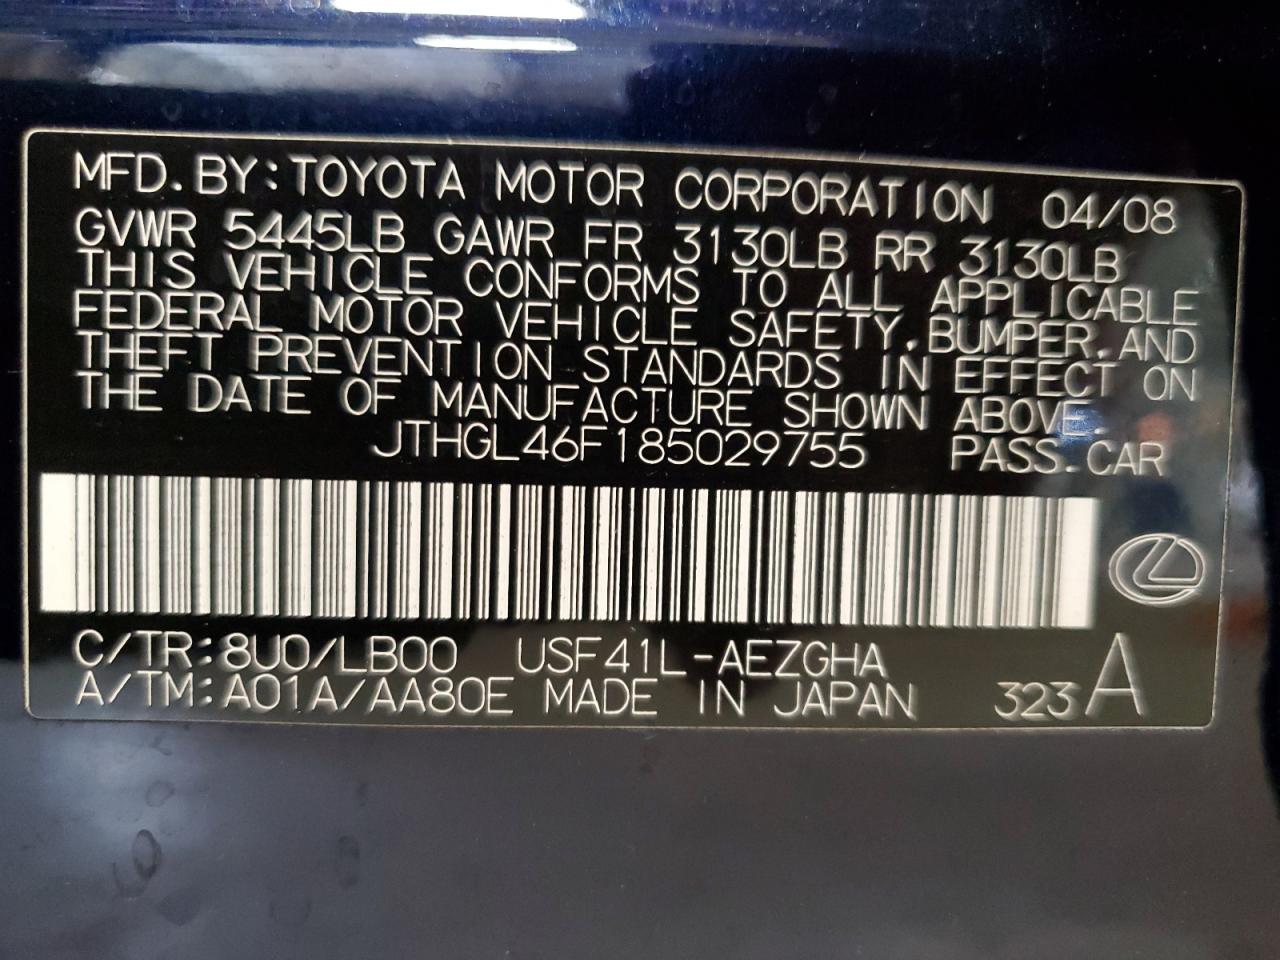 MFD. BY: TOYOTA MOTOR CORPORATION 04/08
GVWR 5445LB GAWR FR 3130LB RR 3130LB
THIS VEHICLE CONFORMS TO ALL APPLICABLE
FEDERAL MOTOR VEHICLE SAFETY, BUMPER, AND
THEFT PREVENTION STANDARDS IN EFFECT ON
THE DATE OF MANUFACTURE SHOWN ABOVE.
JTHGL46F185029755 PASS. CAR
C/TR: 8U0/LB00 USF41L-AEZGHA
A/TM: A01A/AA80E MADE IN JAPAN 323 A